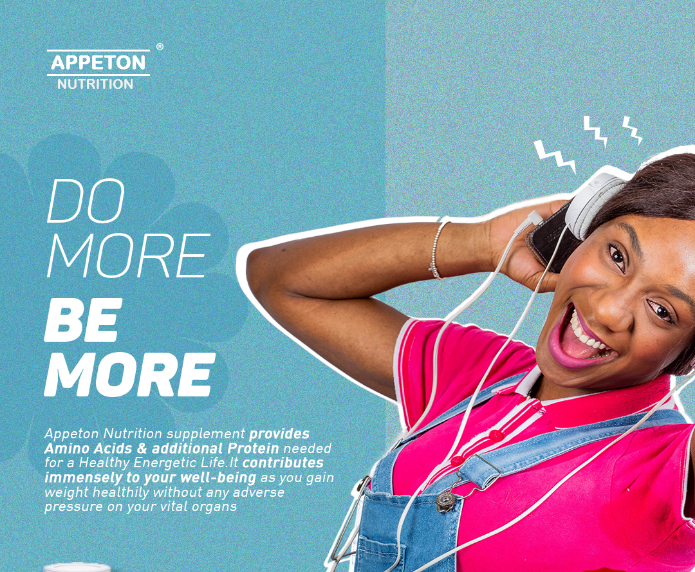 APPETON®
NUTRITION
DO
MORE
BE
MORE
Appeton Nutrition supplement provides
Amino Acids & additional Protein needed
for a Healthy Energetic Life.It contributes
immensely to your well-being as you gain
weight healthily without any adverse
pressure on your vital organs